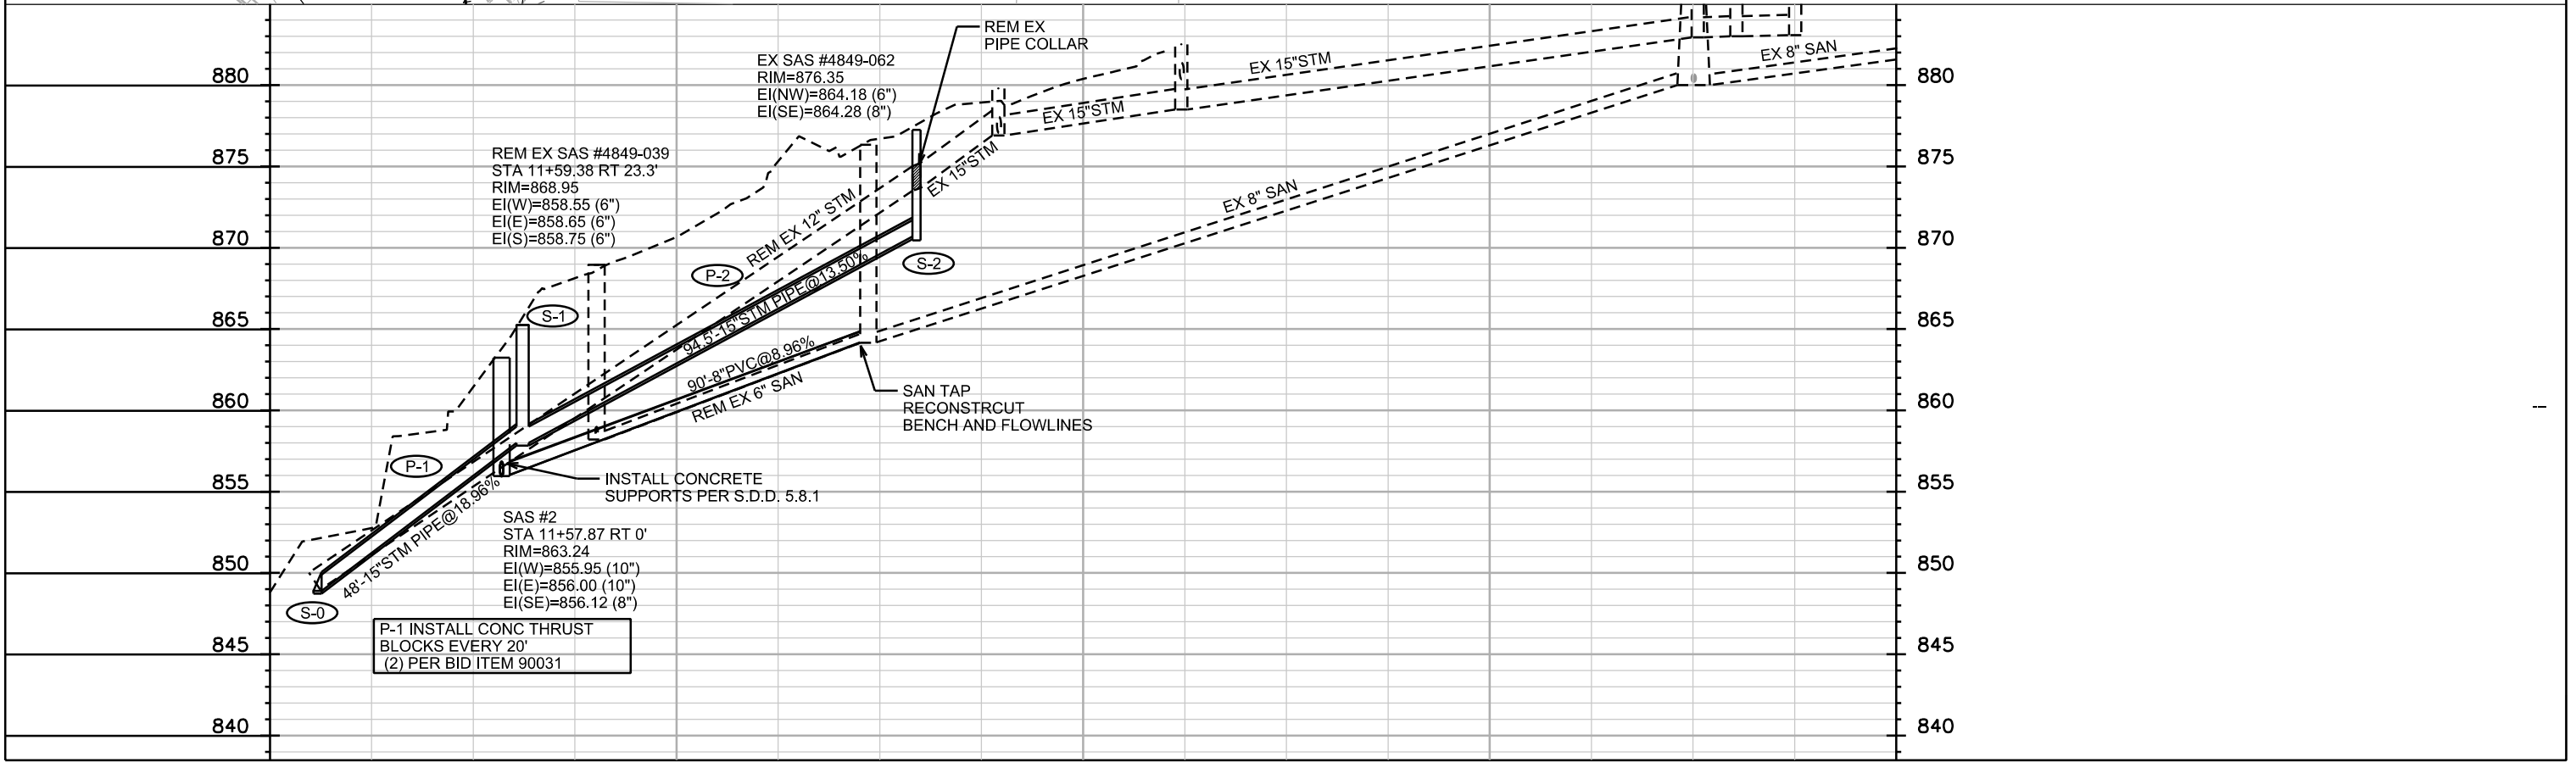 REM EX
PIPE COLLAR
EX SAS #4849-062
RIM=876.35
EI(NW)=864.18 (6")
EI(SE)=864.28 (8")
EX 15"STM
EX 8" SAN
880
880
EX 15"STM
REM EX SAS #4849-039
STA 11+59.38 RT 23.3'
RIM=868.95
EI(W)=858.55 (6")
EI(E)=858.65 (6")
EI(S)=858.75 (6")
875
875
EX 15"STM
EX 8" SAN
REM EX 12" STM
870
870
S-2
P-2
94.5'-15"STM PIPE@13.50%
S-1
865
865
90'-8"PVC@8.96%
REM EX 6" SAN
SAN TAP
RECONSTRCUT
BENCH AND FLOWLINES
860
860
P-1
INSTALL CONCRETE
SUPPORTS PER S.D.D. 5.8.1
855
855
48'-15"STM PIPE@18.96%
SAS #2
STA 11+57.87 RT 0'
RIM=863.24
EI(W)=855.95 (10")
EI(E)=856.00 (10")
EI(SE)=856.12 (8")
850
850
S-0
P-1 INSTALL CONC THRUST
BLOCKS EVERY 20'
(2) PER BID ITEM 90031
845
845
840
840